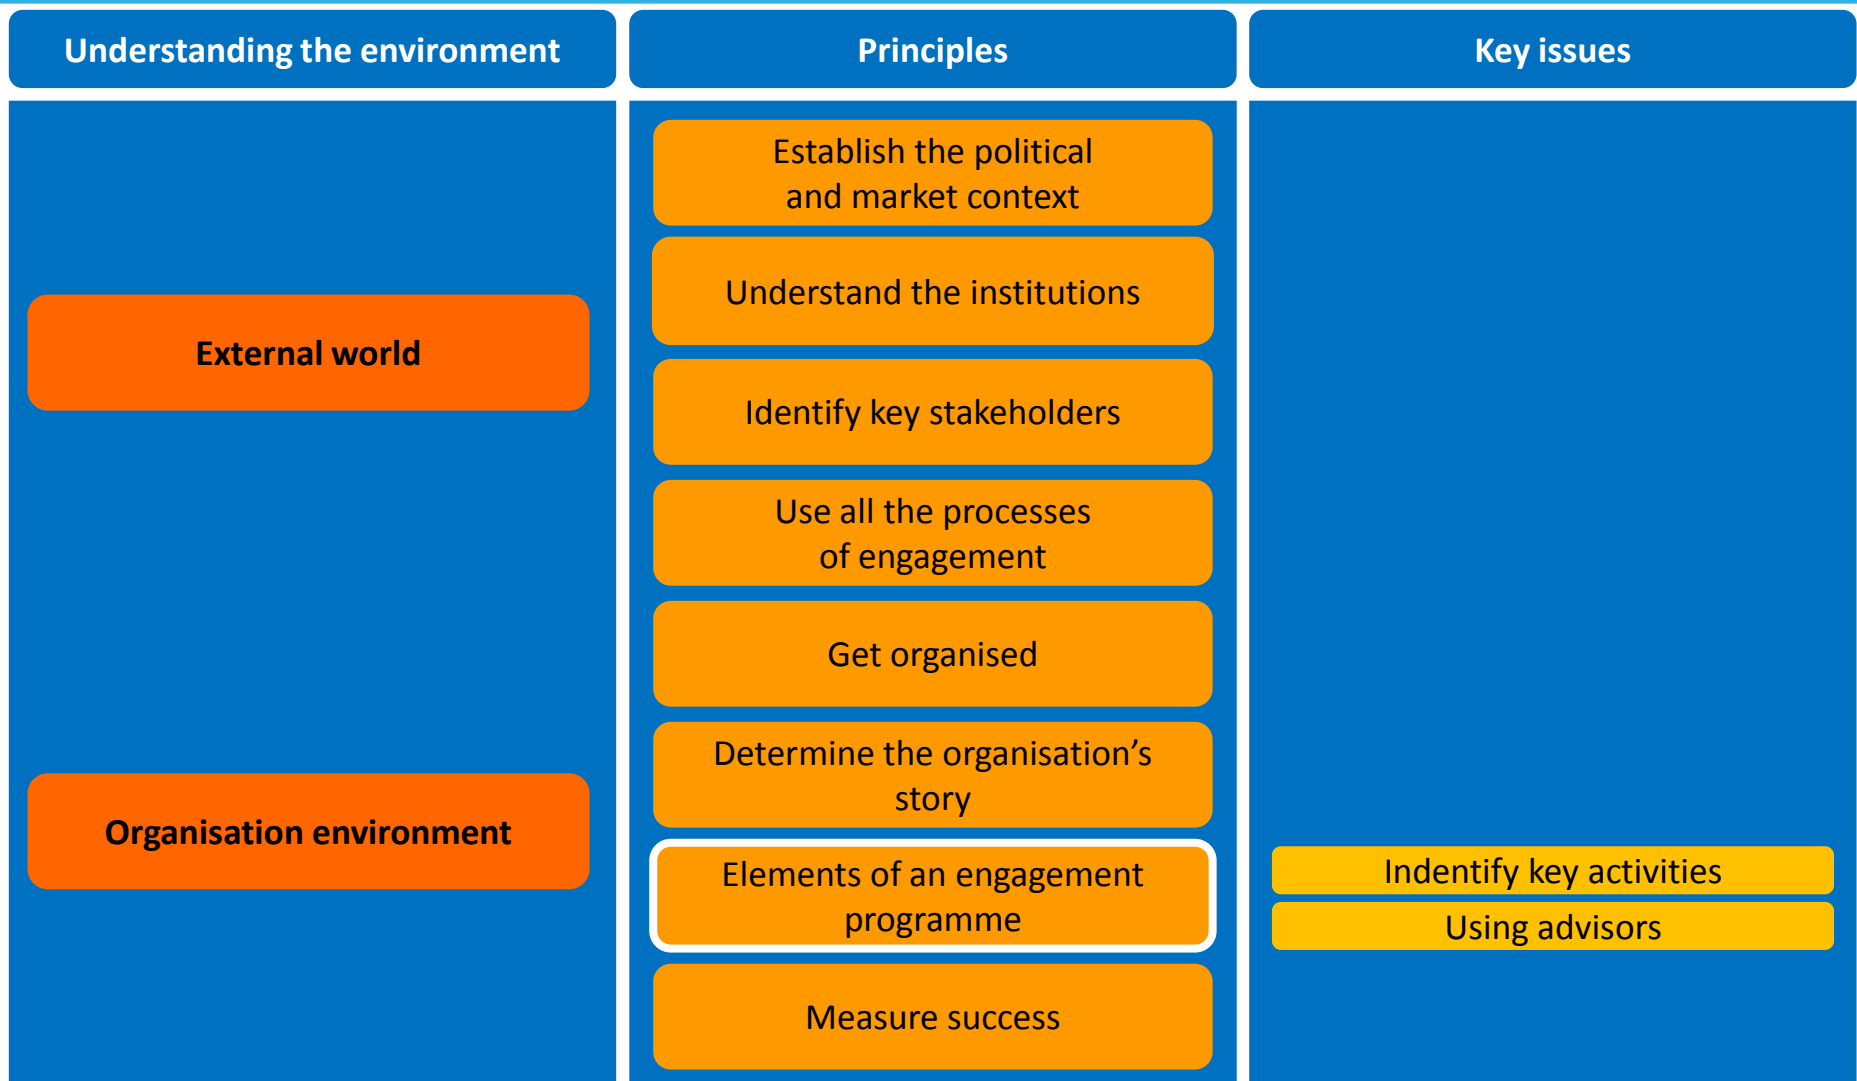 Understanding the environment
Principles
Key issues
External world
Organisation environment
Establish the political
and market context
Understand the institutions
Identify key stakeholders
Use all the processes
of engagement
Get organised
Determine the organisation’s
story
Elements of an engagement
programme
Measure success
Indentify key activities
Using advisors